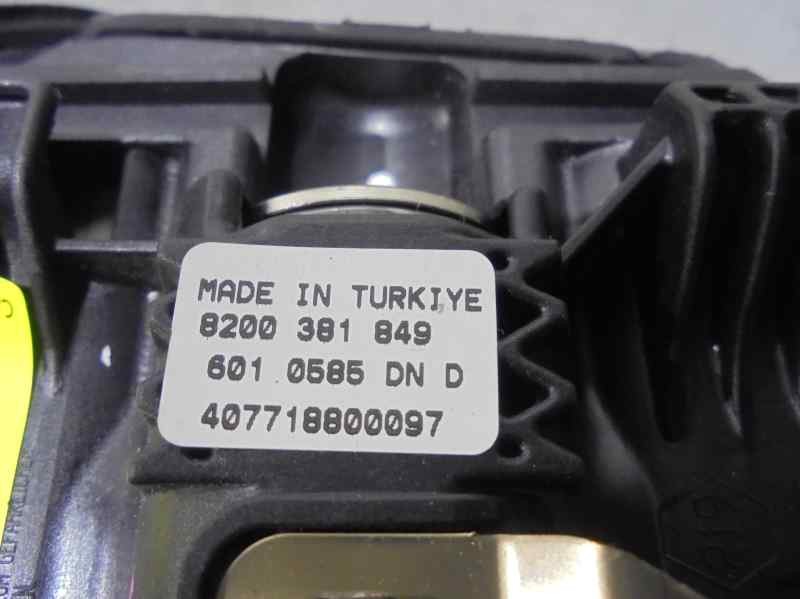 MADE IN TURKIYE
8200 381 849
601 0585 DN D
407718800097